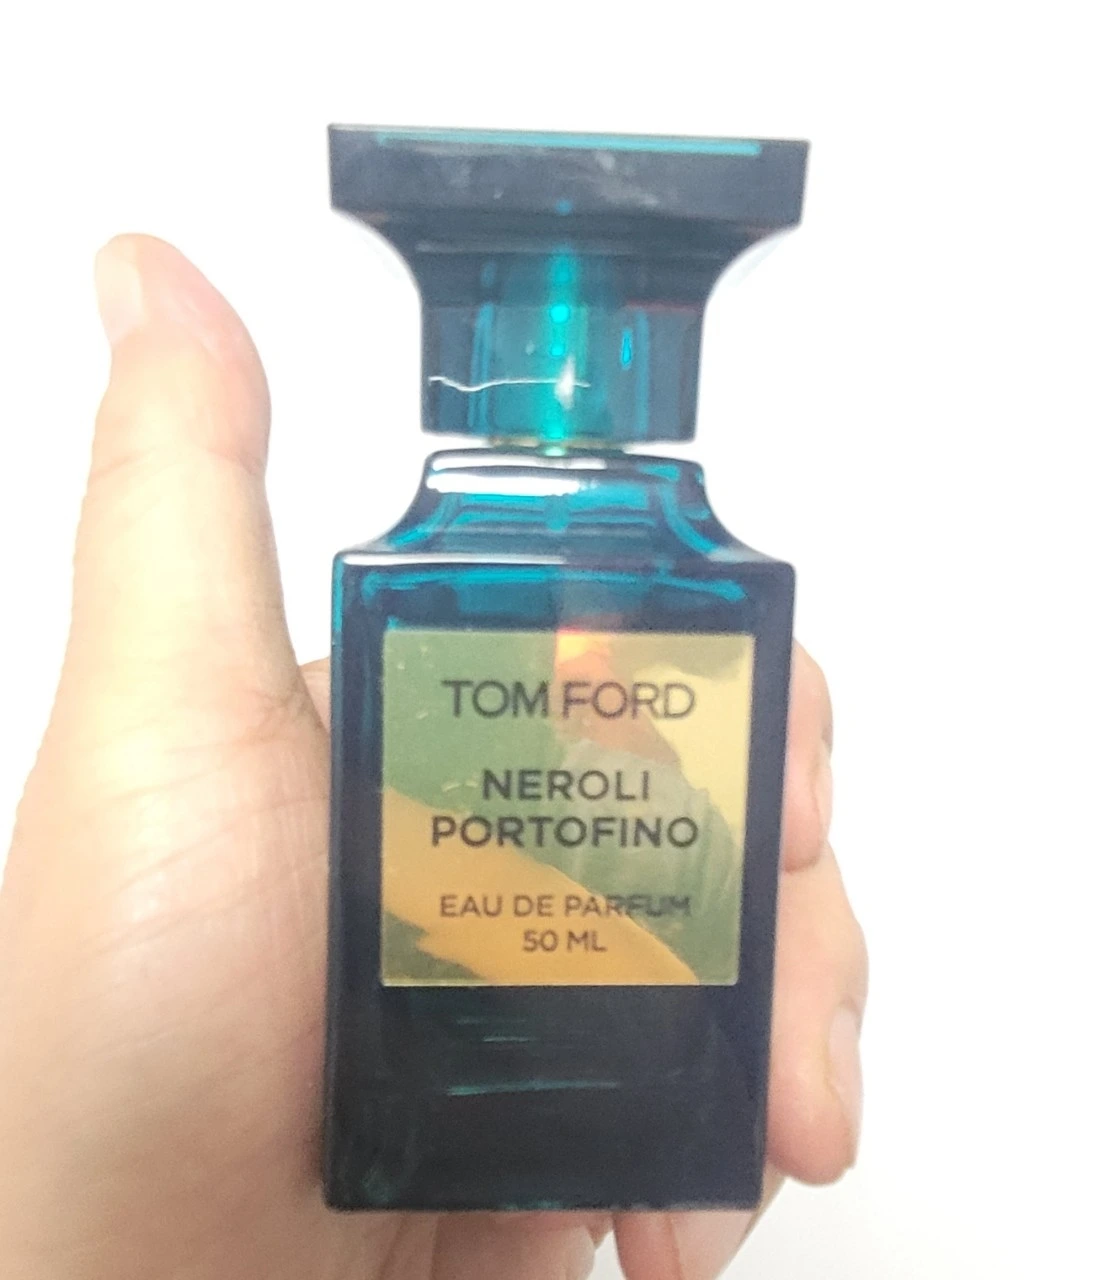 TOM FORD
NEROLI
PORTOFINO
EAU DE PARFUM
50 ML